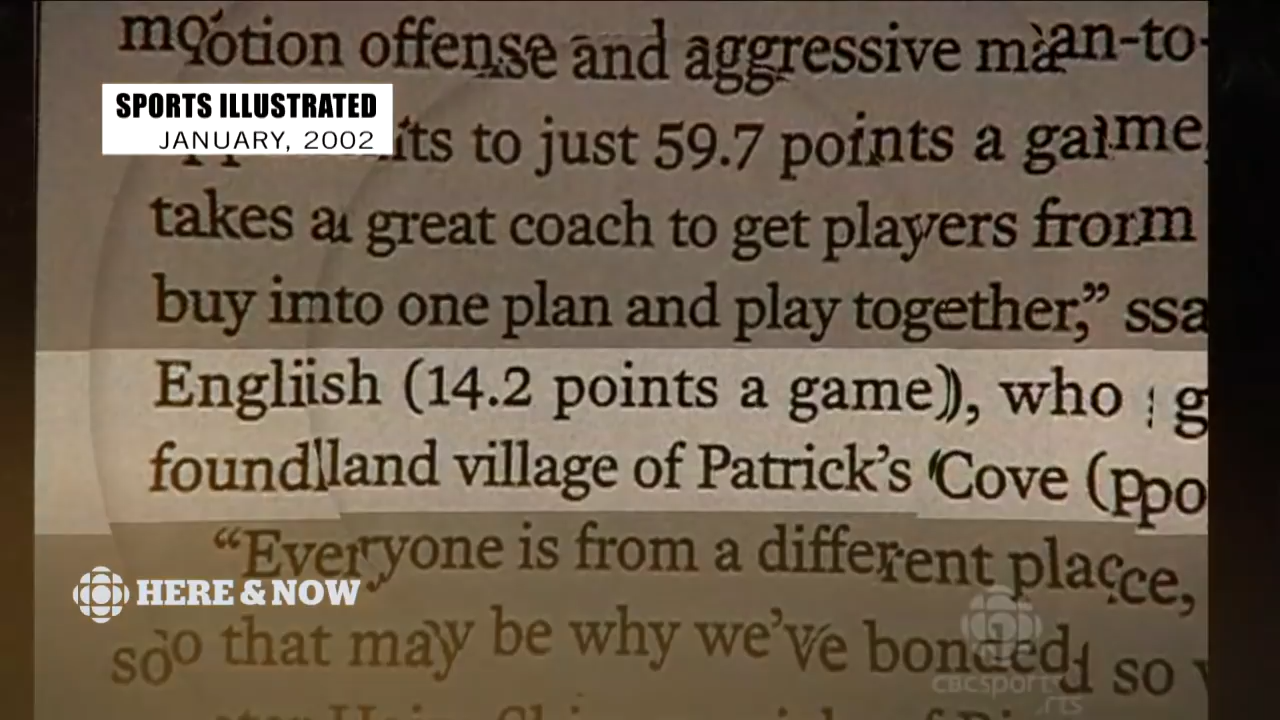 motion offense and aggressive man-to-
SPORTS ILLUSTRATED
JANUARY, 2002
to just 59.7 points a game,
takes a great coach to get players from
buy into one plan and play together,”
English (14.2 points a game), who
foundland village of Patrick’s Cove
“Everyone is from a different place,
HERE & NOW
so that may be why we’ve bonded so
cbcsports